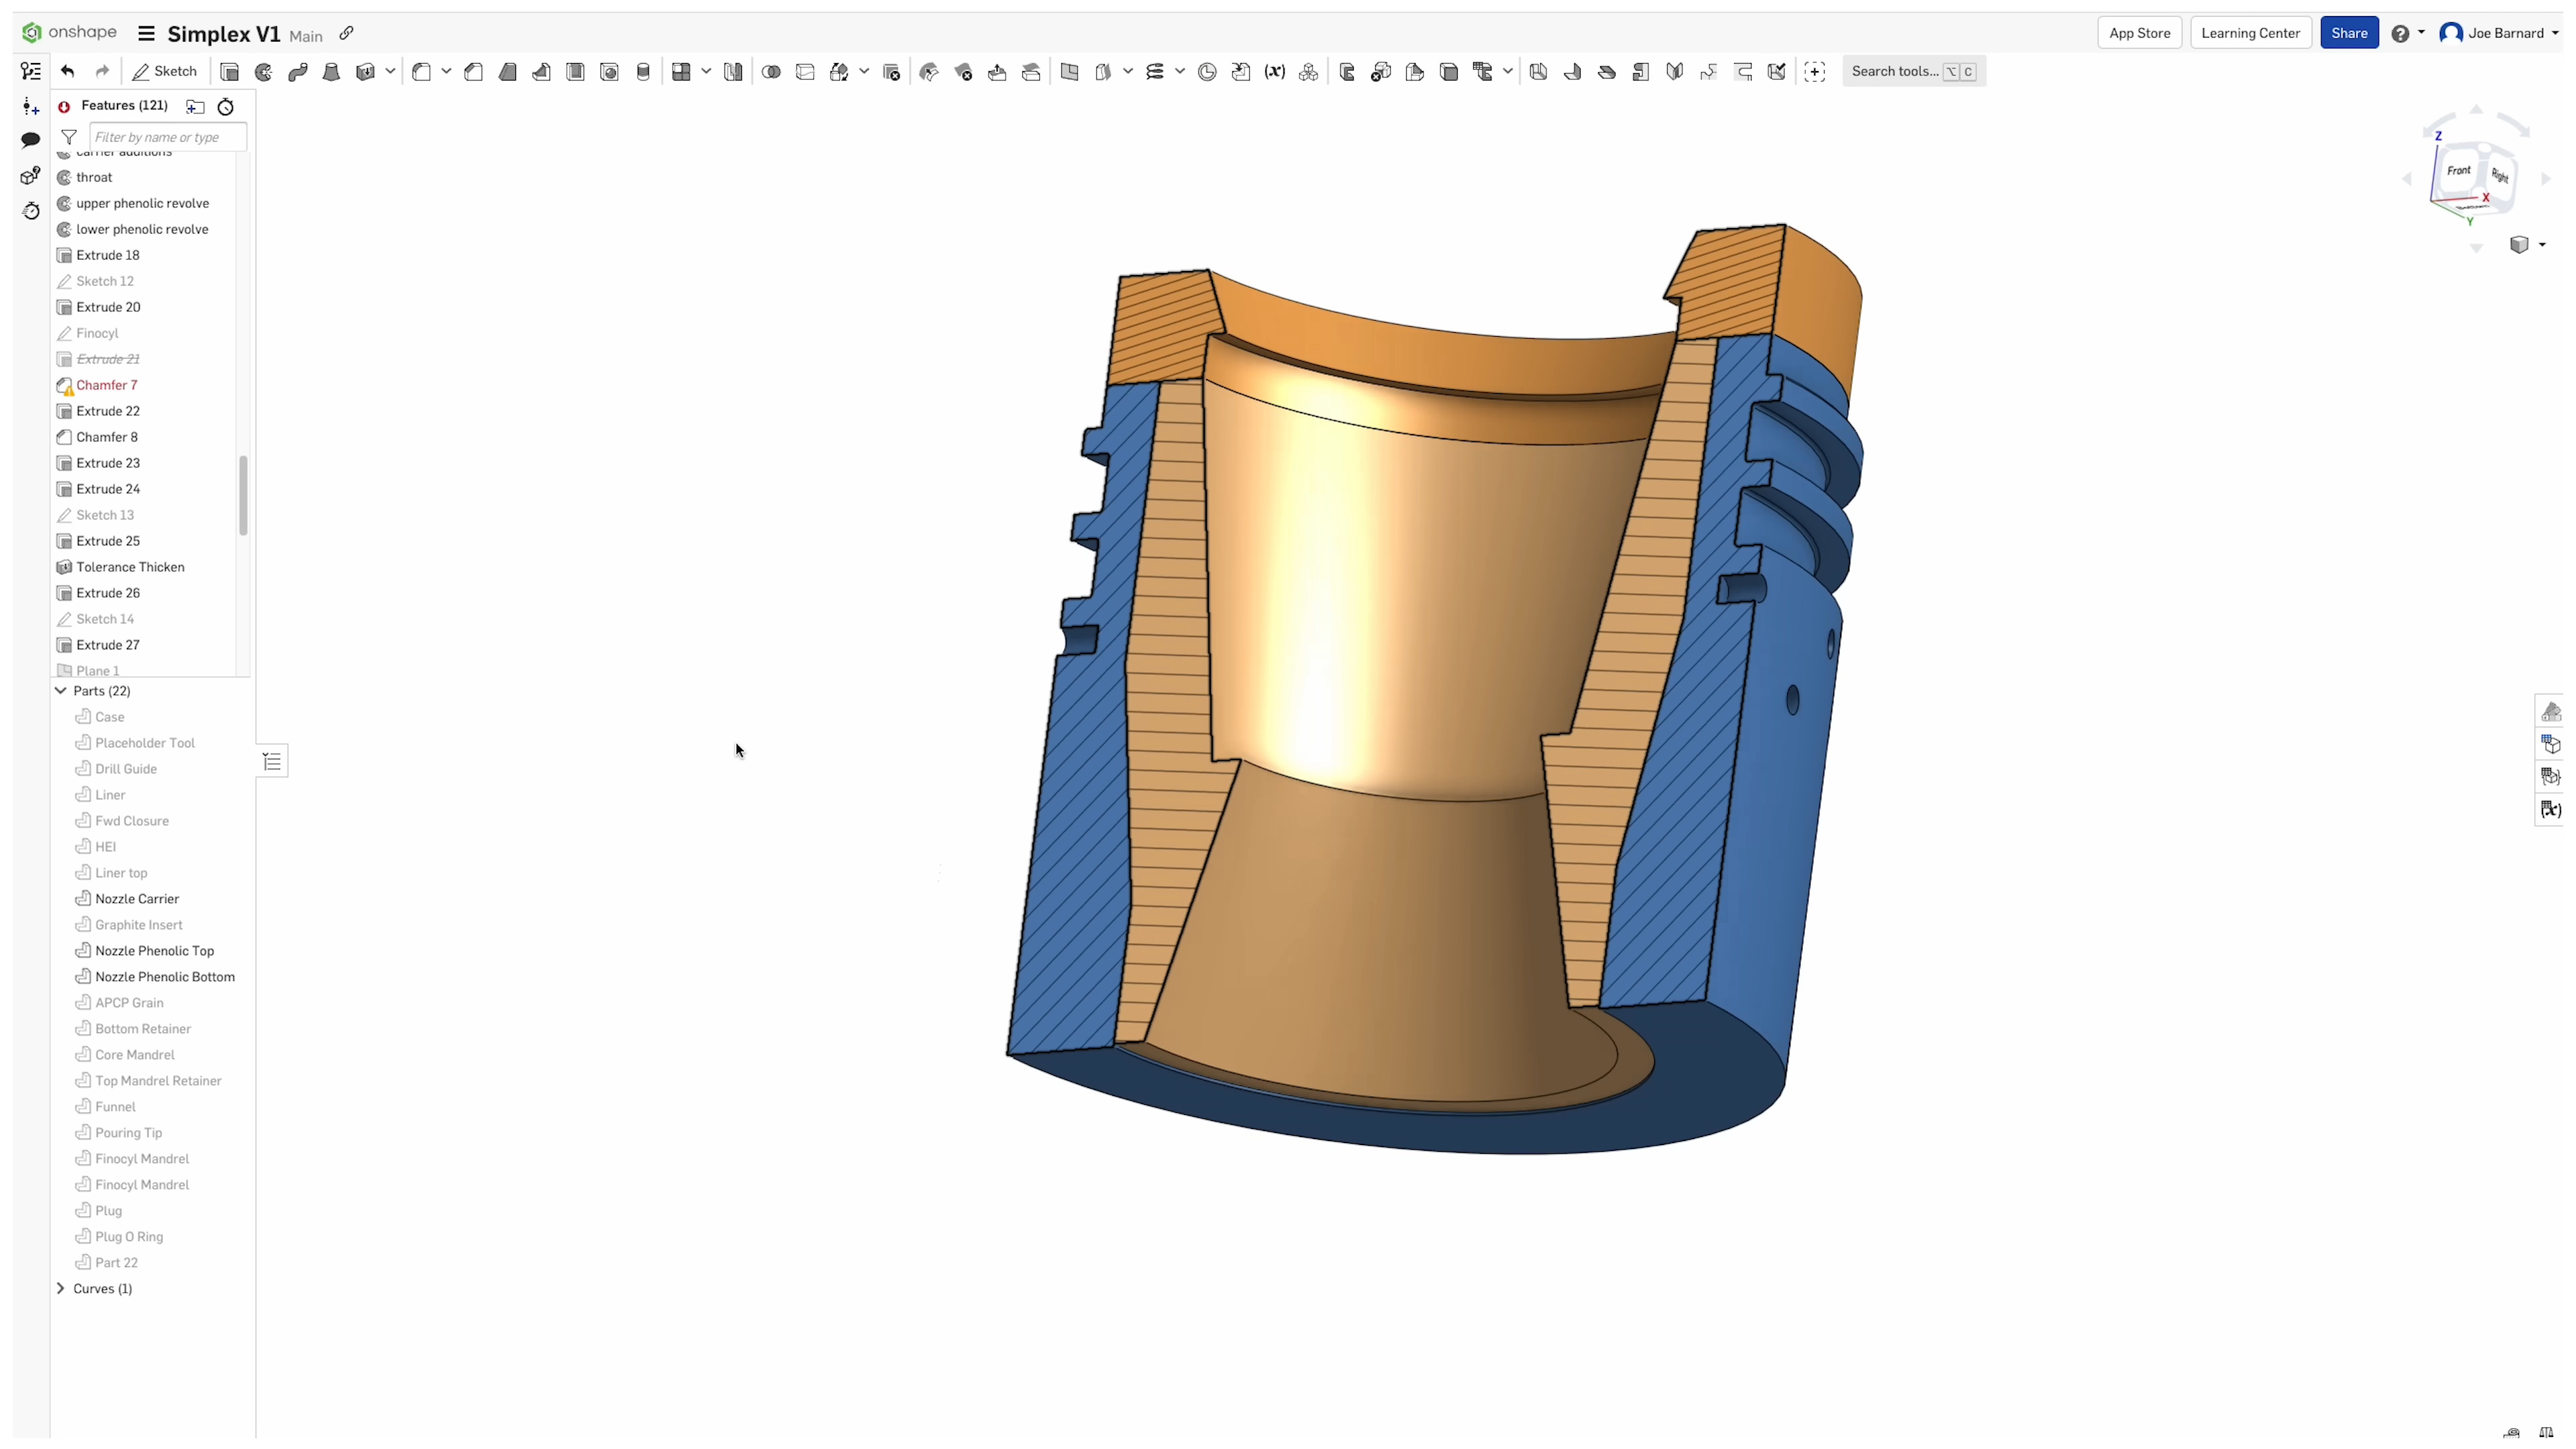 onshape Simplex V1 Main App Store Learning Center Share Joe Barnard
Sketch Search tools... ⌥ C
Features (121)
Filter by name or type
carrier additions
throat
upper phenolic revolve
lower phenolic revolve
Extrude 18
Sketch 12
Extrude 20
Finocyl
Extrude 21
Chamfer 7
Extrude 22
Chamfer 8
Extrude 23
Extrude 24
Sketch 13
Extrude 25
Tolerance Thicken
Extrude 26
Sketch 14
Extrude 27
Plane 1
Parts (22)
Case
Placeholder Tool
Drill Guide
Liner
Fwd Closure
HEI
Liner top
Nozzle Carrier
Graphite Insert
Nozzle Phenolic Top
Nozzle Phenolic Bottom
APCP Grain
Bottom Retainer
Core Mandrel
Top Mandrel Retainer
Funnel
Pouring Tip
Finocyl Mandrel
Finocyl Mandrel
Plug
Plug O Ring
Part 22
Curves (1)
Z
Front Right
X
Bottom
Y